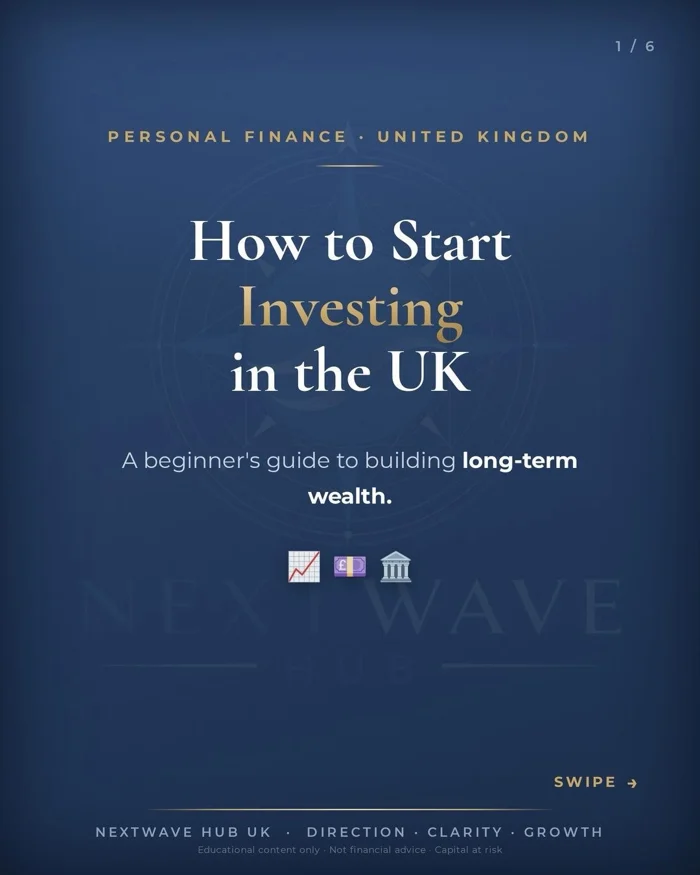 1 / 6
PERSONAL FINANCE · UNITED KINGDOM
How to Start
Investing
in the UK
A beginner's guide to building long-term
wealth.
NEXTWAVE
HUB
SWIPE →
NEXTWAVE HUB UK · DIRECTION · CLARITY · GROWTH
Educational content only · Not financial advice · Capital at risk